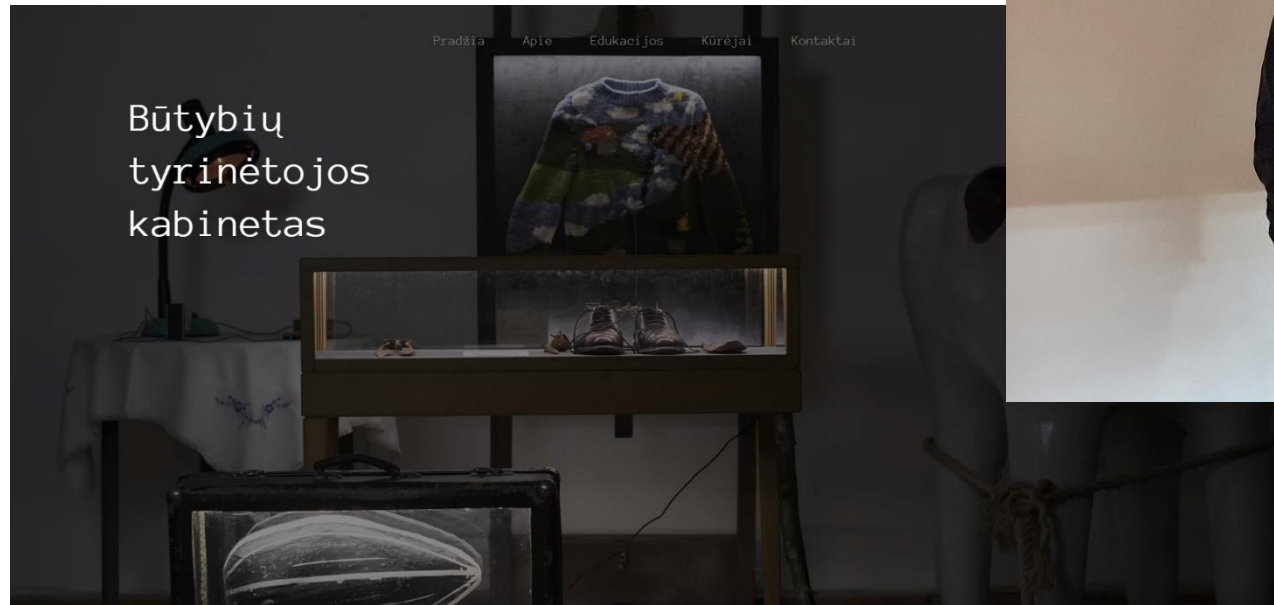 Pradžia Apie Edukacijos Kūrėjai Kontaktai
Būtybių
tyrinėtojos
kabinetas